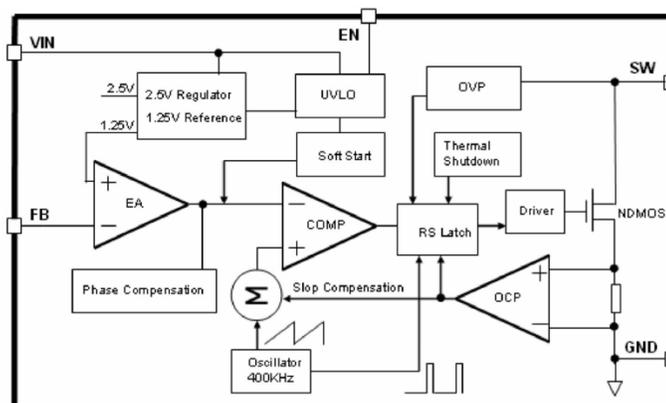 EN
VIN
SW
2.5V
2.5V Regulator
1.25V Reference
1.25V
UVLO
OVP
Soft Start
Thermal
Shutdown
+
EA
−
FB
−
COMP
+
RS Latch
Driver
NDMOS
Phase Compensation
Σ
Slop Compensation
+
OCP
−
Oscillator
400KHz
GND